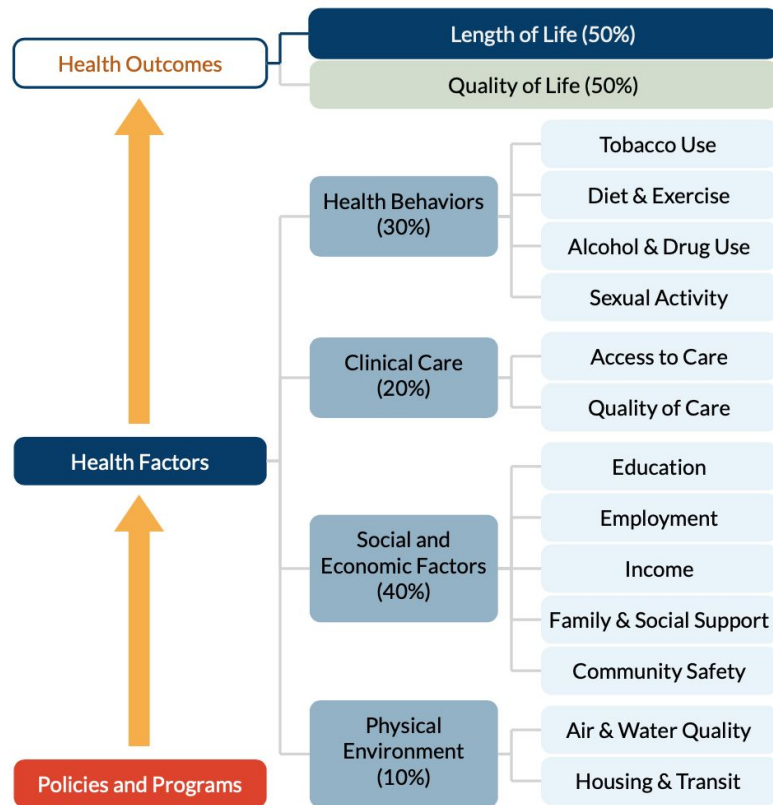 Health Outcomes
Length of Life (50%)
Quality of Life (50%)
Health Factors
Health Behaviors
(30%)
Tobacco Use
Diet & Exercise
Alcohol & Drug Use
Sexual Activity
Clinical Care
(20%)
Access to Care
Quality of Care
Social and
Economic Factors
(40%)
Education
Employment
Income
Family & Social Support
Community Safety
Physical
Environment
(10%)
Air & Water Quality
Housing & Transit
Policies and Programs